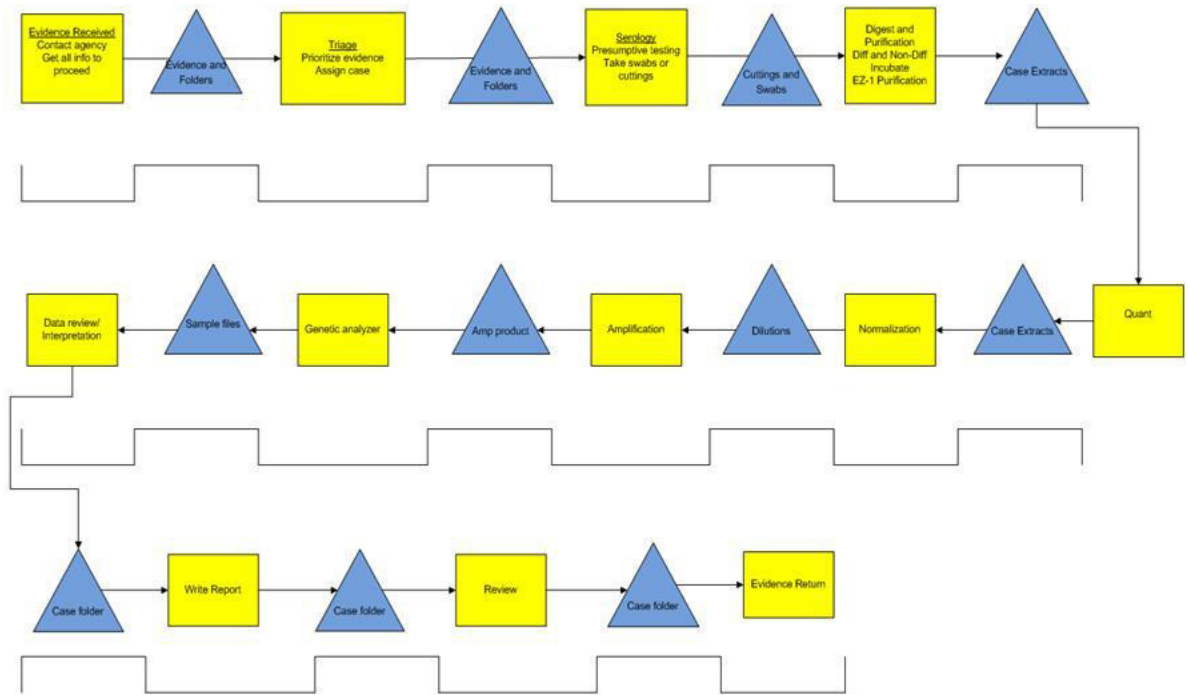 Evidence Received
Contact agency
Get all info to
proceed
Evidence and
Folders
Triage
Prioritize evidence
Assign case
Evidence and
Folders
Serology
Presumptive testing
Take swabs or
cuttings
Cuttings and
Swabs
Digest and
Purification
Diff and Non-Diff
Incubate
EZ-1 Purification
Case Extracts
Quant
Case Extracts
Normalization
Dilutions
Amplification
Amp product
Genetic analyzer
Sample files
Data review/
Interpretation
Case folder
Write Report
Case folder
Review
Case folder
Evidence Return